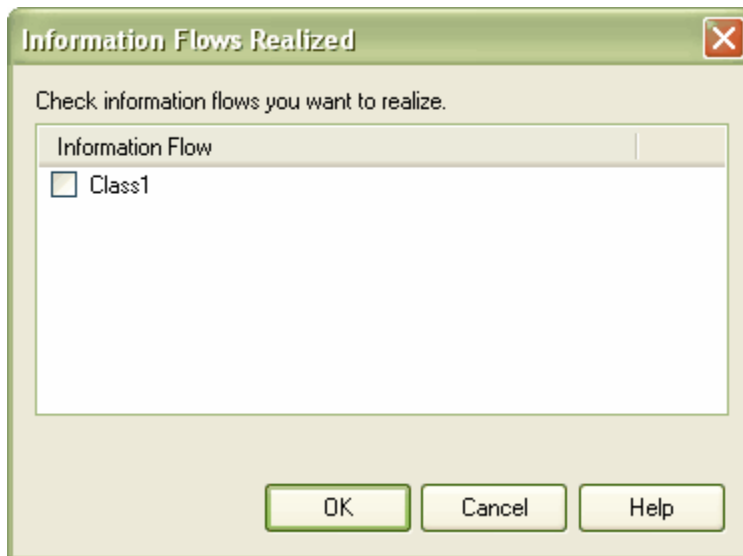 Information Flows Realized
Check information flows you want to realize.
Information Flow
Class1
OK Cancel Help